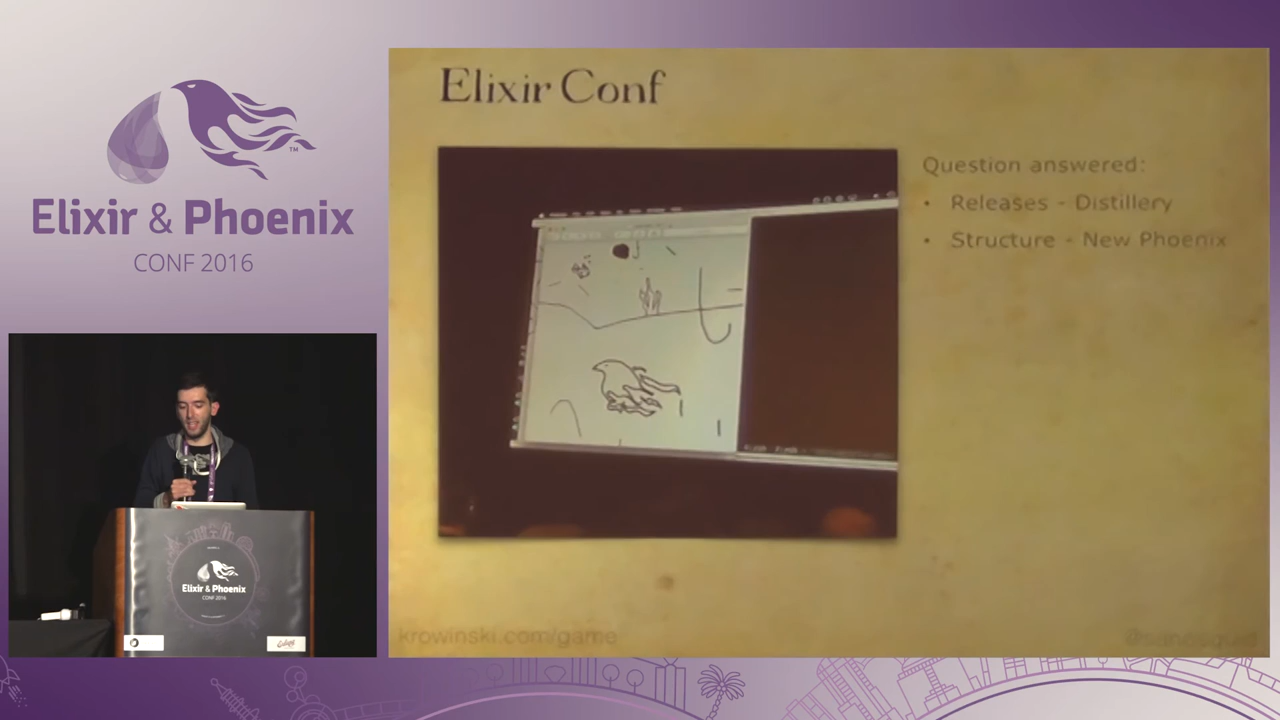 Elixir & Phoenix
CONF 2016
TM
Elixir Conf
Question answered:
• Releases - Distillery
• Structure - New Phoenix
krowinski.com/game
Elixir & Phoenix
CONF 2016